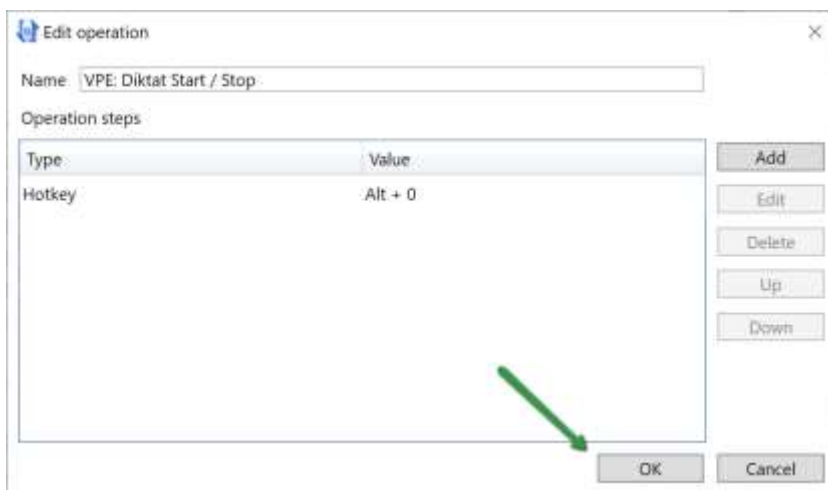 Edit operation
Name VPE: Diktat Start / Stop
Operation steps
Type Value
Hotkey Alt + 0
Add
Edit
Delete
Up
Down
OK Cancel